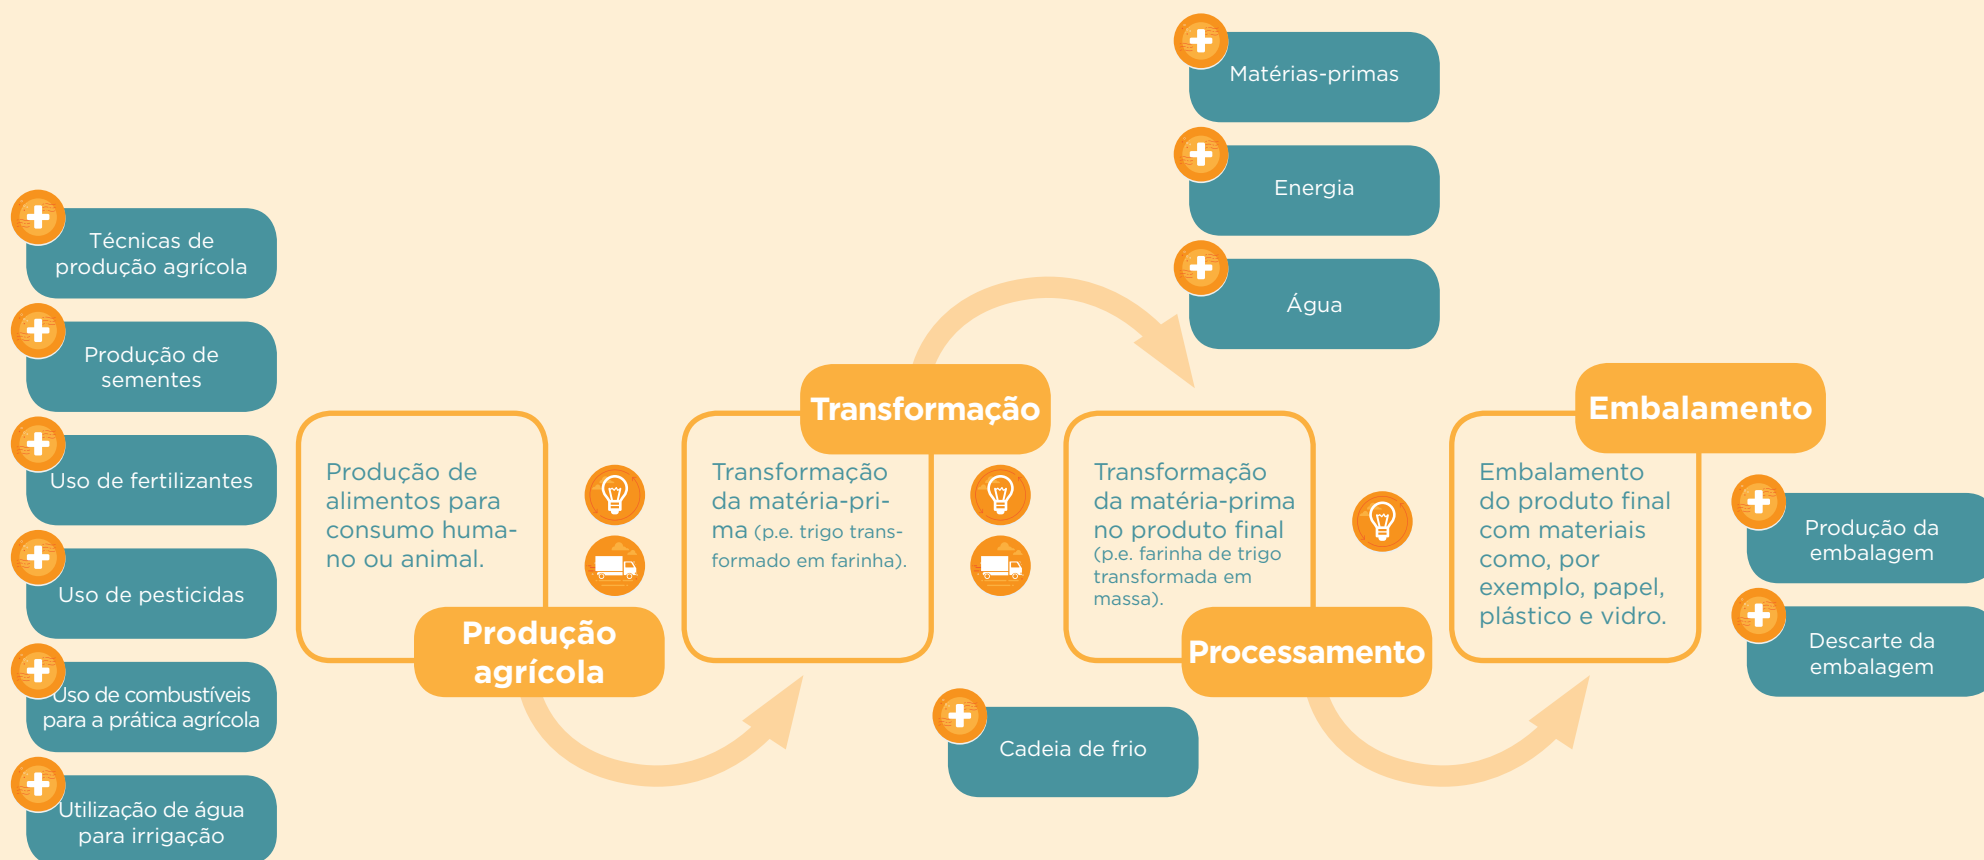 Técnicas de
produção agrícola
Produção de
sementes
Uso de fertilizantes
Uso de pesticidas
Uso de combustíveis
para a prática agrícola
Utilização de água
para irrigação
Produção de
alimentos para
consumo huma-
no ou animal.
Produção
agrícola
Transformação
Transformação
da matéria-pri-
ma (p.e. trigo trans-
formado em farinha).
Cadeia de frio
Matérias-primas
Energia
Água
Transformação
da matéria-prima
no produto final
(p.e. farinha de trigo
transformada em
massa).
Processamento
Embalamento
Embalamento
do produto final
com materiais
como, por
exemplo, papel,
plástico e vidro.
Produção da
embalagem
Descarte da
embalagem